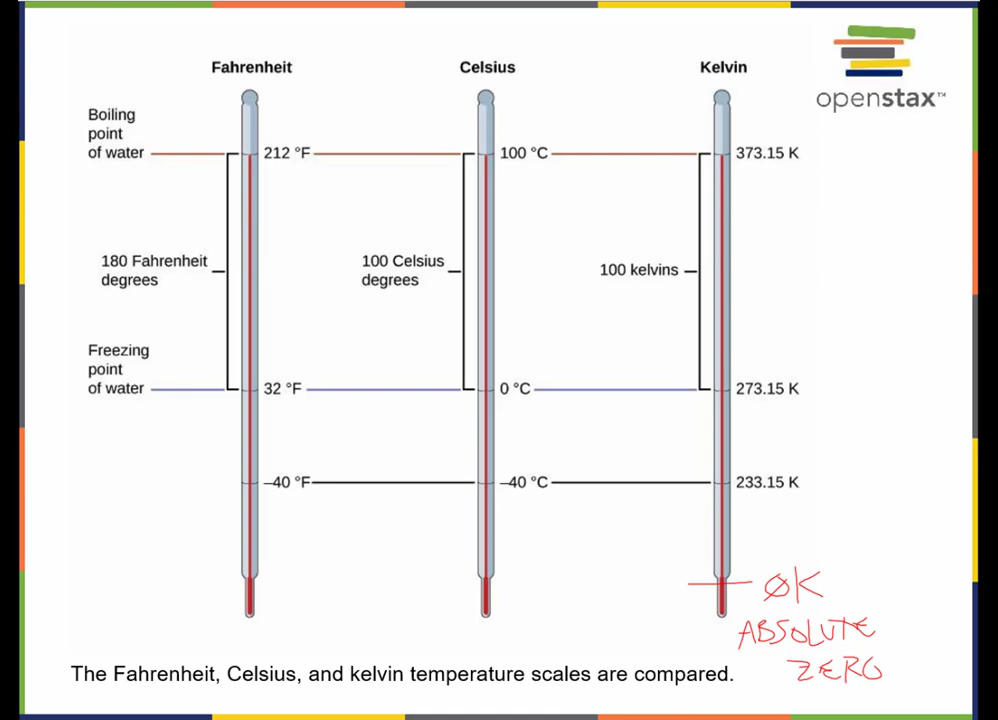 openstax™
Fahrenheit Celsius Kelvin
Boiling
point
of water 212 °F 100 °C 373.15 K
180 Fahrenheit
degrees
100 Celsius
degrees
100 kelvins
Freezing
point
of water 32 °F 0 °C 273.15 K
–40 °F –40 °C 233.15 K
0K
ABSOLUTE
ZERO
The Fahrenheit, Celsius, and kelvin temperature scales are compared.